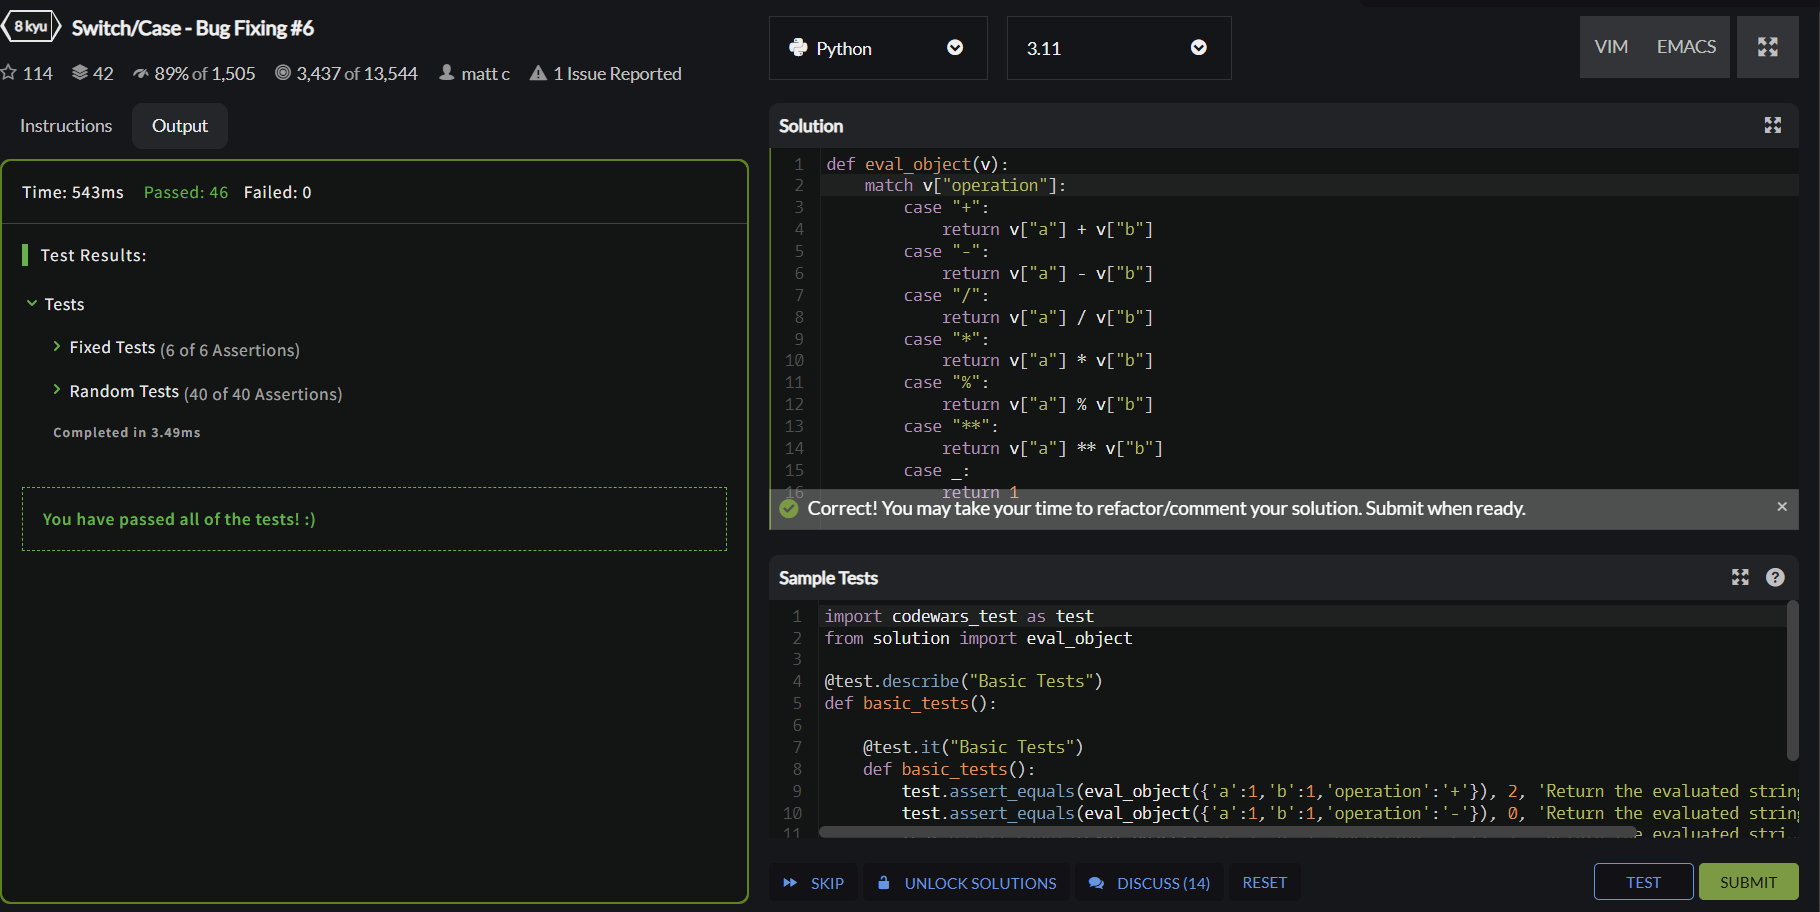 8 kyu Switch/Case - Bug Fixing #6
114 42 89% of 1,505 3,437 of 13,544 matt c 1 Issue Reported
Instructions Output
Time: 543ms Passed: 46 Failed: 0
Test Results:
Tests
Fixed Tests (6 of 6 Assertions)
Random Tests (40 of 40 Assertions)
Completed in 3.49ms
You have passed all of the tests! :)
Python 3.11 VIM EMACS
Solution
1 def eval_object(v):
2 match v["operation"]:
3 case "+":
4 return v["a"] + v["b"]
5 case "-":
6 return v["a"] - v["b"]
7 case "/":
8 return v["a"] / v["b"]
9 case "*":
10 return v["a"] * v["b"]
11 case "%":
12 return v["a"] % v["b"]
13 case "**":
14 return v["a"] ** v["b"]
15 case _:
16 return 1
Correct! You may take your time to refactor/comment your solution. Submit when ready. ×
Sample Tests ?
1 import codewars_test as test
2 from solution import eval_object
3
4 @test.describe("Basic Tests")
5 def basic_tests():
6
7 @test.it("Basic Tests")
8 def basic_tests():
9 test.assert_equals(eval_object({'a':1,'b':1,'operation':'+'}), 2, 'Return the evaluated string
10 test.assert_equals(eval_object({'a':1,'b':1,'operation':'-'}), 0, 'Return the evaluated string
11 evaluated stri
SKIP UNLOCK SOLUTIONS DISCUSS (14) RESET TEST SUBMIT